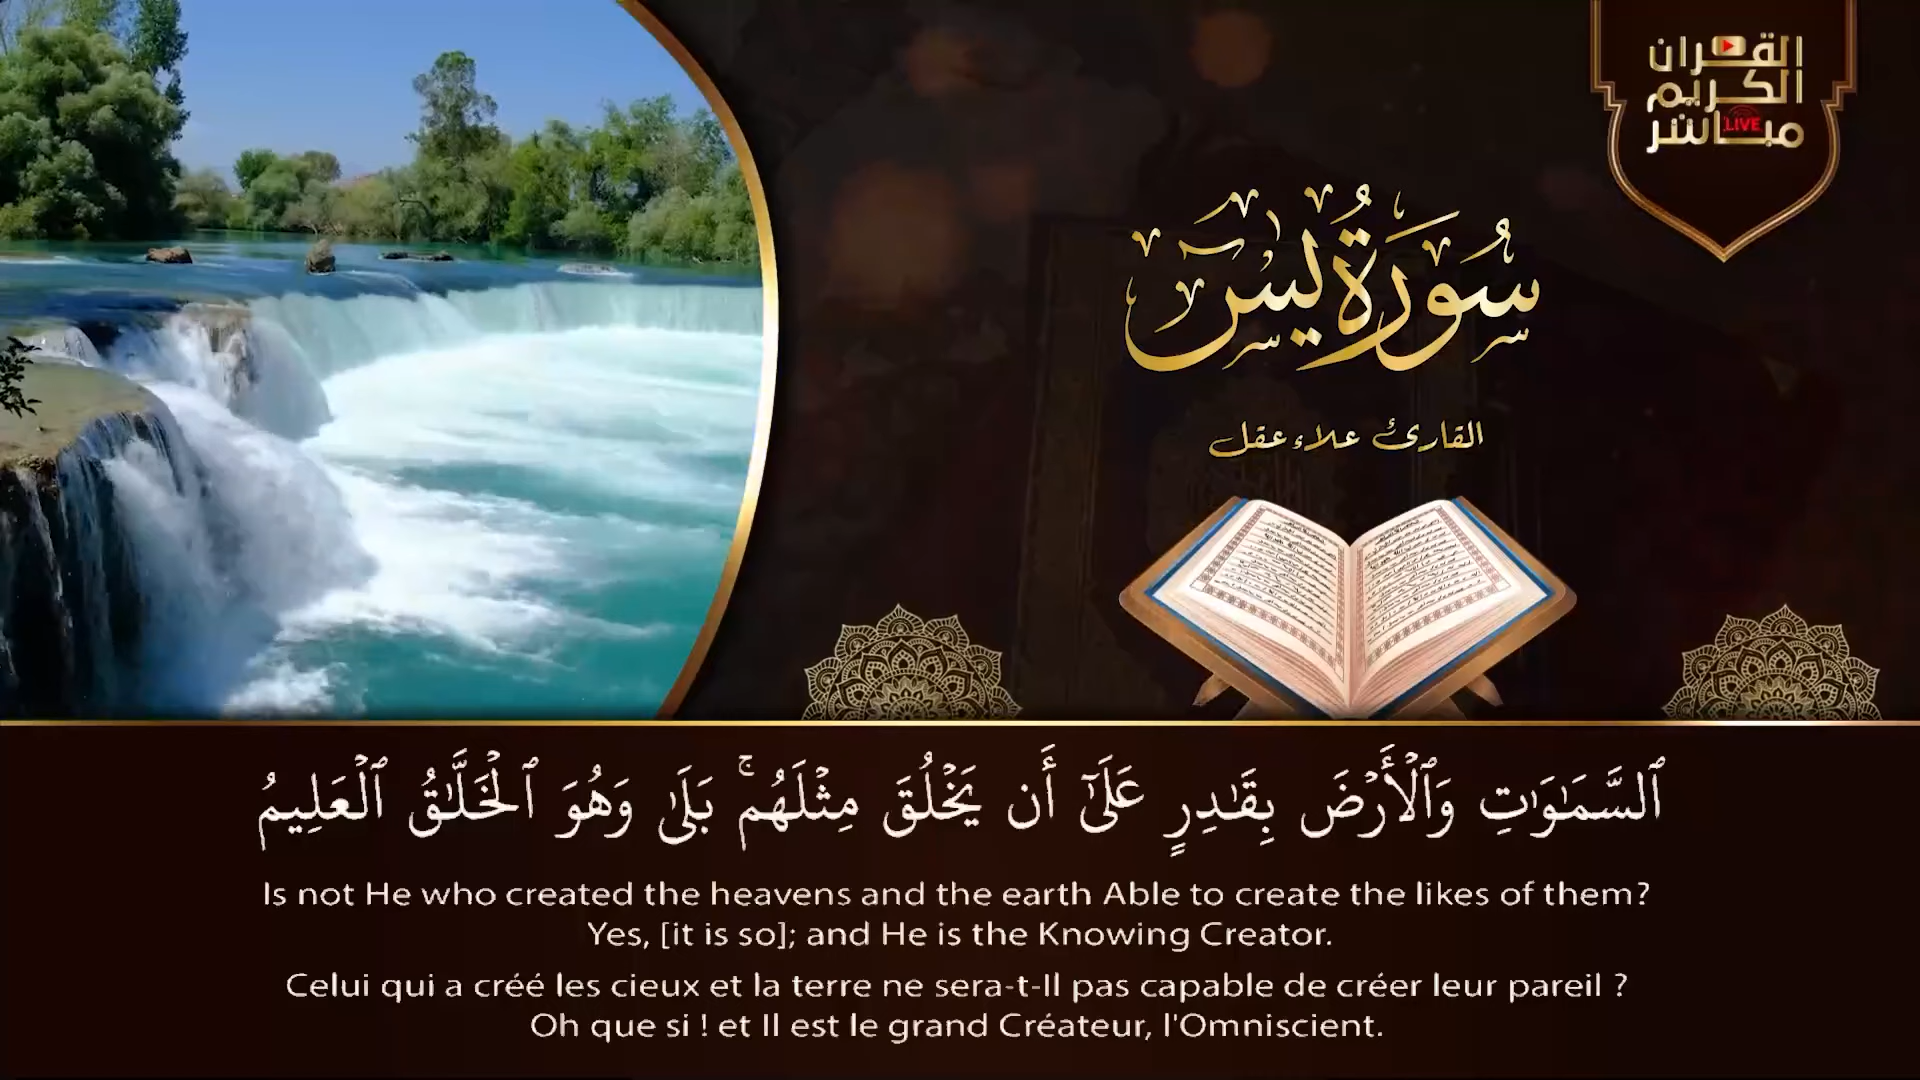 القرآن
الكريم
مباشر
LIVE
سُورَةُ يسٓ
القارئ علاء عقل
ٱلسَّمَٰوَٰتِ وَٱلْأَرْضَ بِقَٰدِرٍ عَلَىٰٓ أَن يَخْلُقَ مِثْلَهُم ۚ بَلَىٰ وَهُوَ ٱلْخَلَّٰقُ ٱلْعَلِيمُ
Is not He who created the heavens and the earth Able to create the likes of them?
Yes, [it is so]; and He is the Knowing Creator.
Celui qui a créé les cieux et la terre ne sera-t-Il pas capable de créer leur pareil ?
Oh que si ! et Il est le grand Créateur, l'Omniscient.